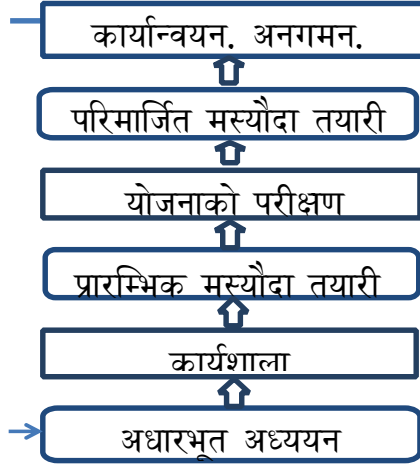 कार्यान्वयन. अनगमन.
परिमार्जित मस्यौदा तयारी
योजनाको परीक्षण
प्रारम्भिक मस्यौदा तयारी
कार्यशाला
अधारभूत अध्ययन